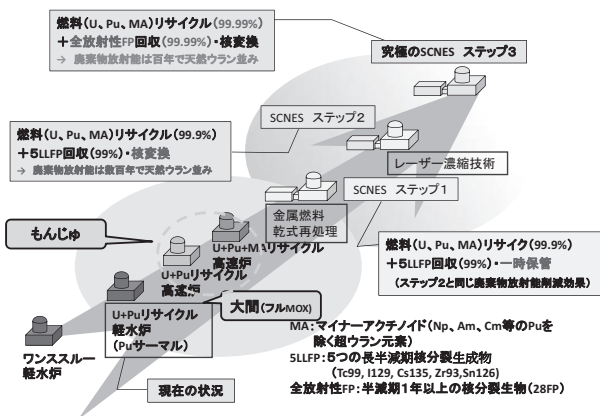 燃料(U、Pu、MA)リサイクル(99.99%)
+全放射性FP回収(99.99%)・核変換
→ 廃棄物放射能は百年で天然ウラン並み
究極のSCNES ステップ3
SCNES ステップ2
燃料(U、Pu、MA)リサイクル(99.9%)
+5LLFP回収(99%)・核変換
→ 廃棄物放射能は数百年で天然ウラン並み
レーザー濃縮技術
SCNES ステップ1
金属燃料
乾式再処理
もんじゅ
U+Pu+MAリサイクル
高速炉
燃料(U、Pu、MA)リサイク(99.9%)
+5LLFP回収(99%)・一時保管
(ステップ2と同じ廃棄物放射能削減効果)
U+Puリサイクル
高速炉
大間(フルMOX)
U+Puリサイクル
軽水炉
(Puサーマル)
ワンススルー
軽水炉
現在の状況
MA:マイナーアクチノイド(Np、Am、Cm等のPuを
除く超ウラン元素)
5LLFP:5つの長半減期核分裂生成物
(Tc99, I129, Cs135, Zr93,Sn126)
全放射性FP:半減期1年以上の核分裂生物(28FP)